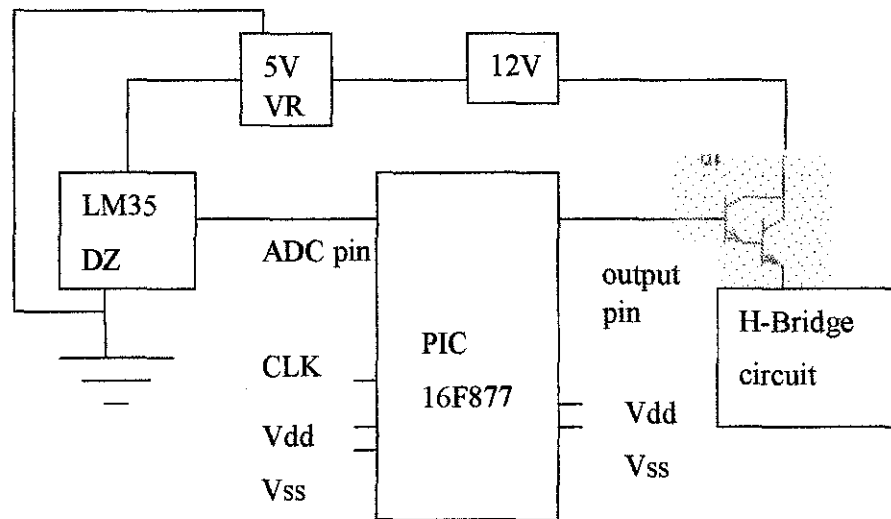 5V
VR
12V
LM35
DZ
ADC pin
CLK
Vdd
Vss
PIC
16F877
output
pin
Vdd
Vss
H-Bridge
circuit